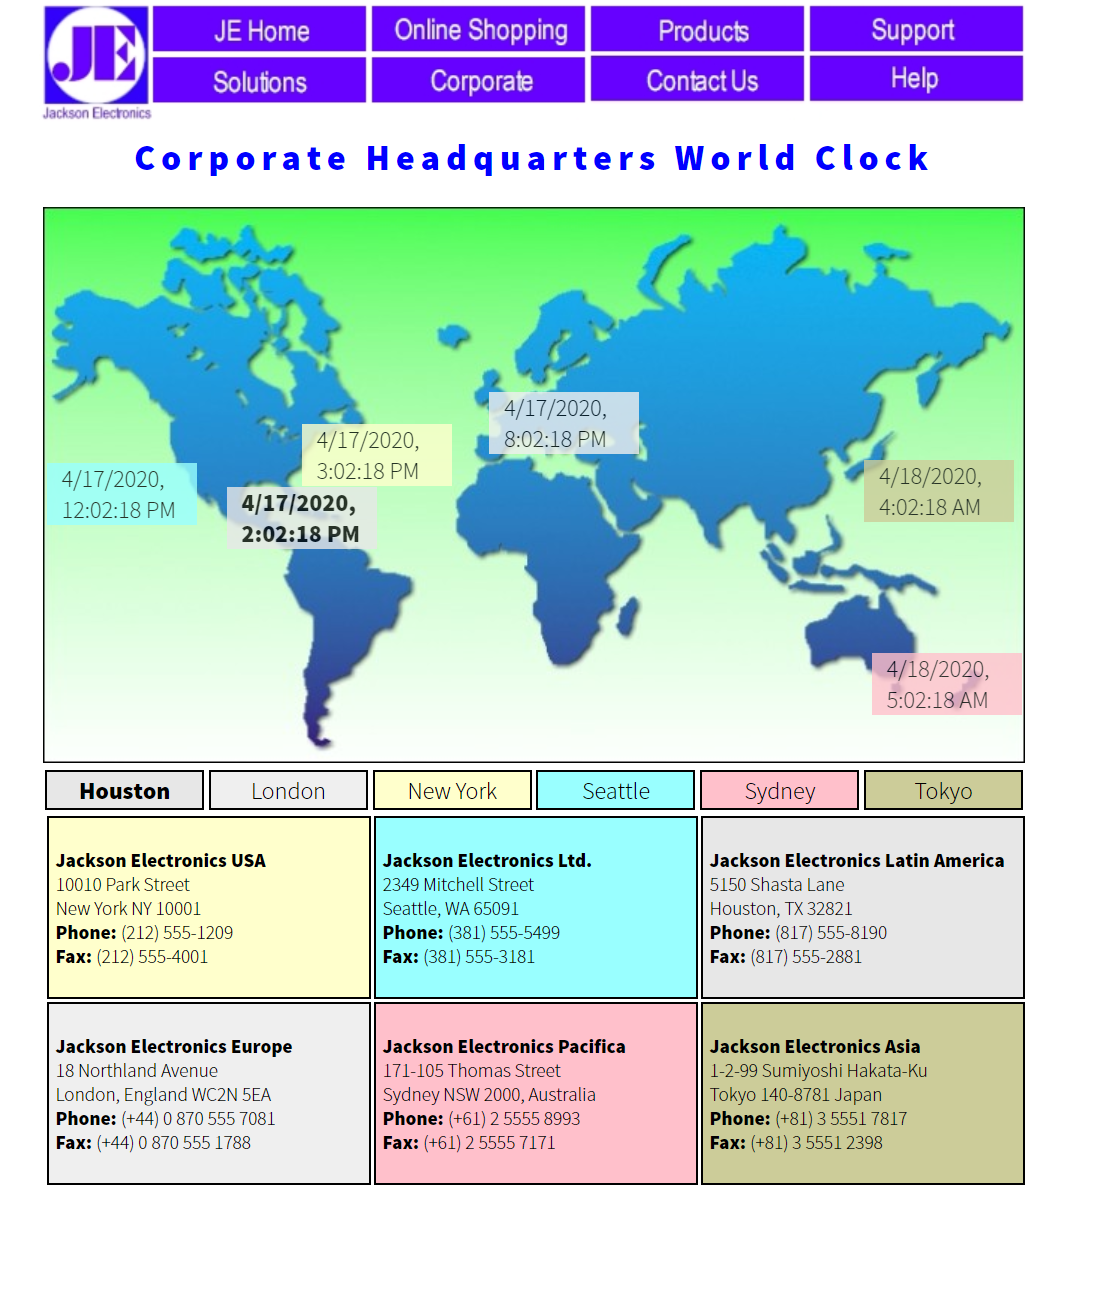 JE
Jackson Electronics
JE Home
Online Shopping
Products
Support
Solutions
Corporate
Contact Us
Help
Corporate Headquarters World Clock
4/17/2020,
8:02:18 PM
4/17/2020,
3:02:18 PM
4/17/2020,
12:02:18 PM
4/18/2020,
4:02:18 AM
4/17/2020,
2:02:18 PM
4/18/2020,
5:02:18 AM
Houston
London
New York
Seattle
Sydney
Tokyo
Jackson Electronics USA
10010 Park Street
New York NY 10001
Phone: (212) 555-1209
Fax: (212) 555-4001
Jackson Electronics Ltd.
2349 Mitchell Street
Seattle, WA 65091
Phone: (381) 555-5499
Fax: (381) 555-3181
Jackson Electronics Latin America
5150 Shasta Lane
Houston, TX 32821
Phone: (817) 555-8190
Fax: (817) 555-2881
Jackson Electronics Europe
18 Northland Avenue
London, England WC2N 5EA
Phone: (+44) 0 870 555 7081
Fax: (+44) 0 870 555 1788
Jackson Electronics Pacifica
171-105 Thomas Street
Sydney NSW 2000, Australia
Phone: (+61) 2 5555 8993
Fax: (+61) 2 5555 7171
Jackson Electronics Asia
1-2-99 Sumiyoshi Hakata-Ku
Tokyo 140-8781 Japan
Phone: (+81) 3 5551 7817
Fax: (+81) 3 5551 2398